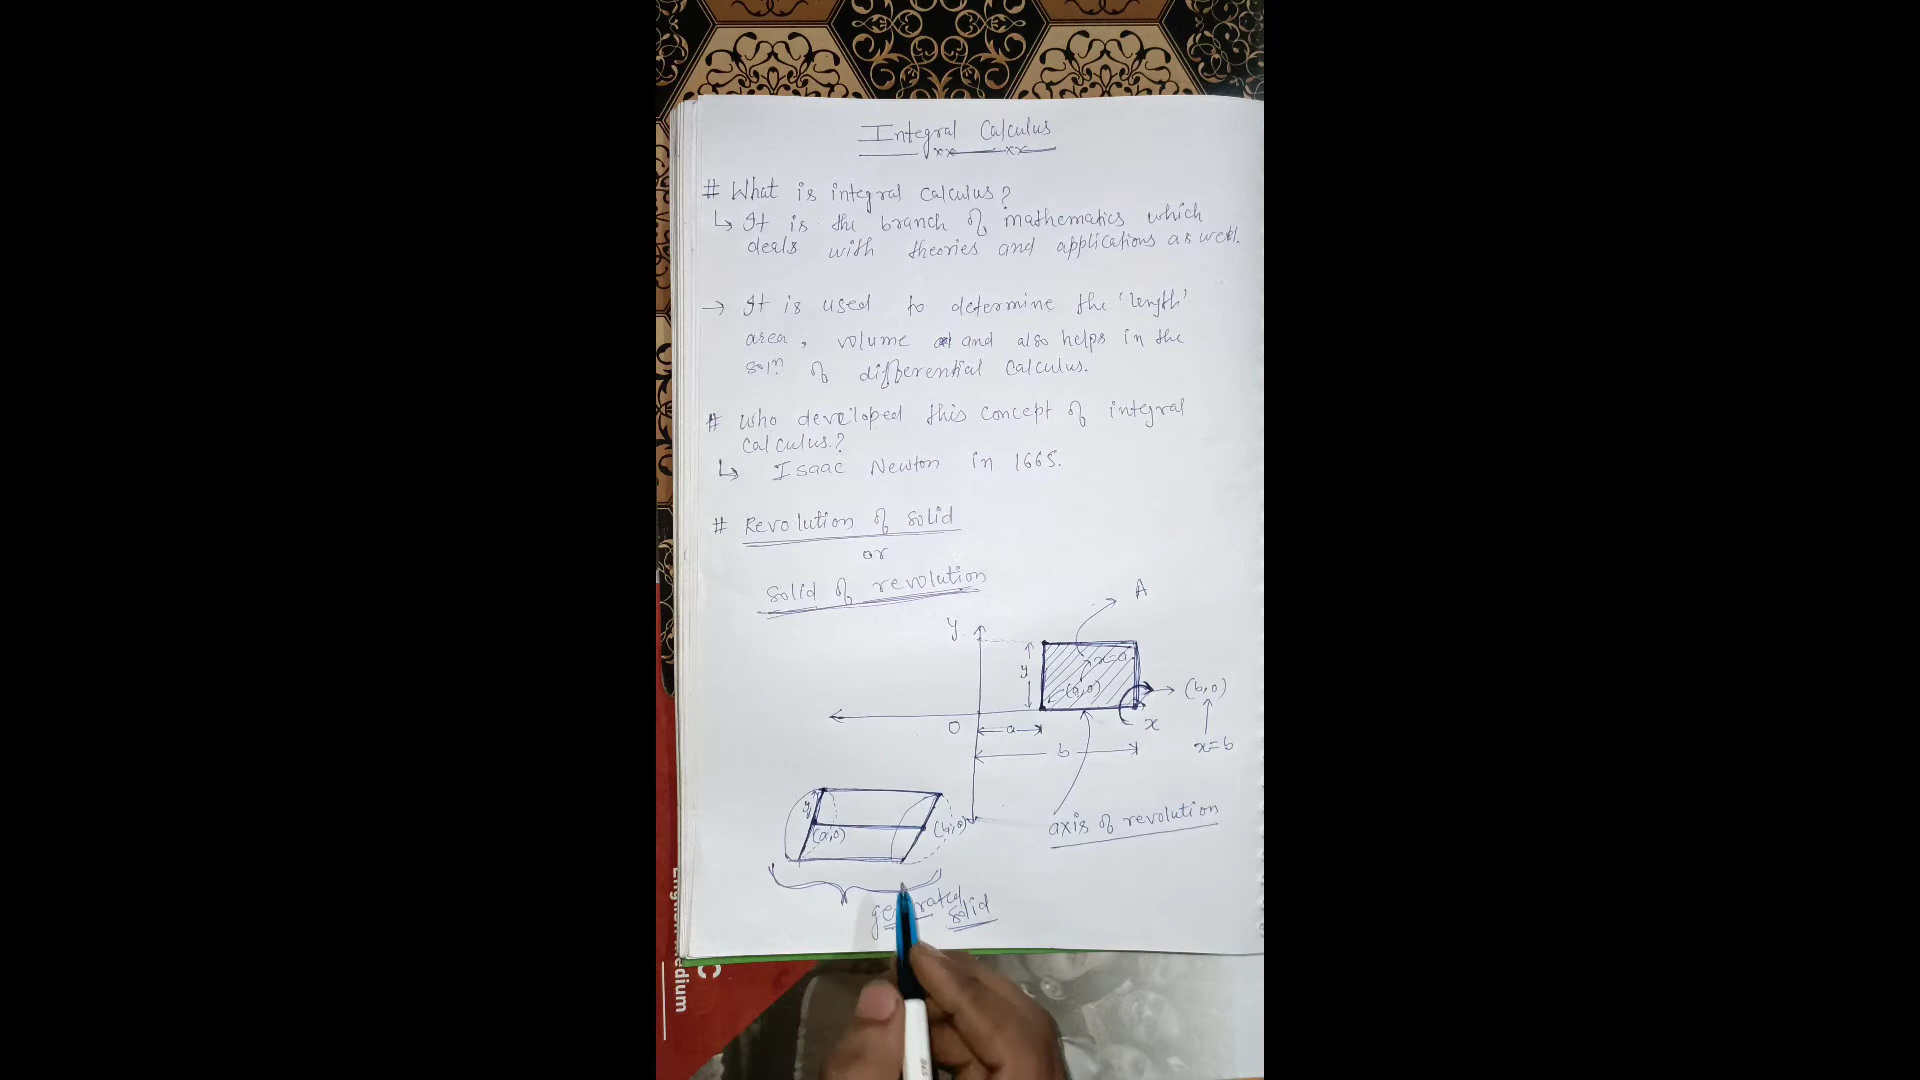 Integral Calculus
# What is integral calculus?
↳ It is the branch of mathematics which
deals with theories and applications as well.
→ It is used to determine the 'length'
area, volume and also helps in the
sol? of differential calculus.
# Who developed this concept of integral
calculus?
↳ Isaac Newton in 1665.
# Revolution of solid
or
Solid of revolution
A
y
y
x=a
(a,0)
(b,0)
O
a
x
b
x=b
y
(a,0)
(b,0)
axis of revolution
generated
solid
C
English Medium